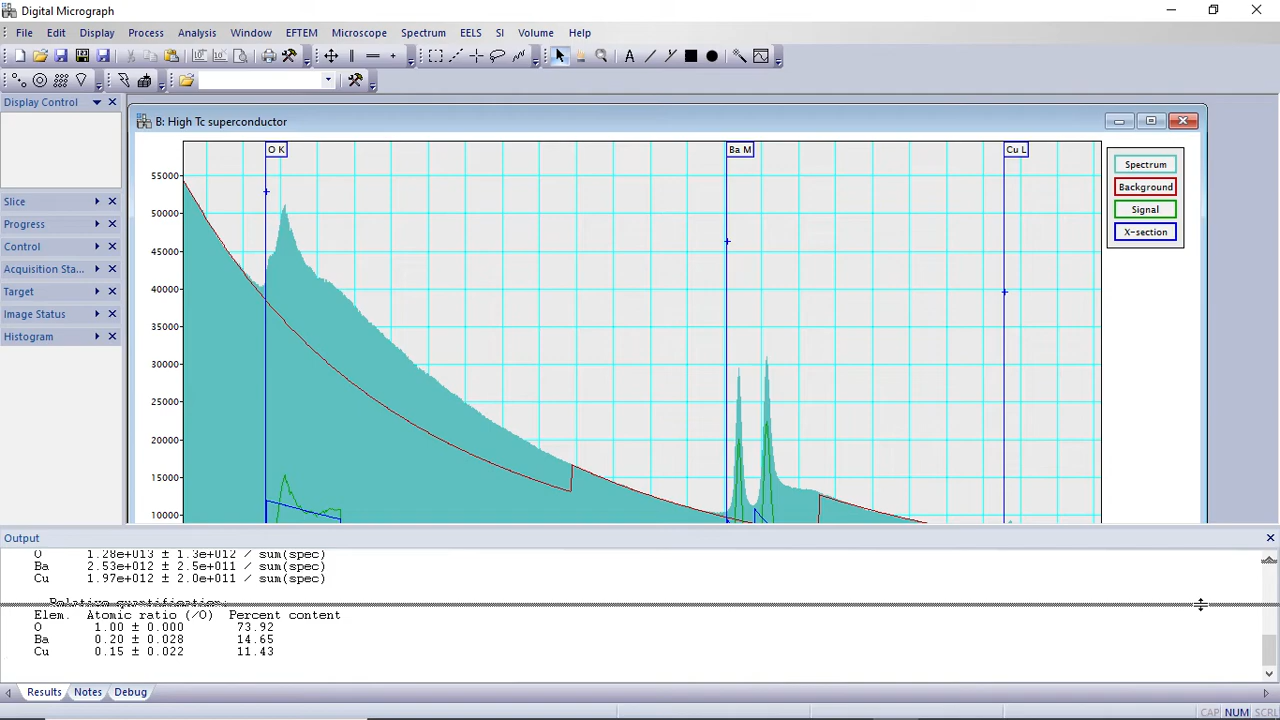 Digital Micrograph
File Edit Display Process Analysis Window EFTEM Microscope Spectrum EELS SI Volume Help
Display Control
Slice
Progress
Control
Acquisition Sta...
Target
Image Status
Histogram
B: High Tc superconductor
O K
Ba M
Cu L
55000
50000
45000
40000
35000
30000
25000
20000
15000
10000
Spectrum
Background
Signal
X-section
Output
O 1.28e+013 ± 1.3e+012 / sum(spec)
Ba 2.53e+012 ± 2.5e+011 / sum(spec)
Cu 1.97e+012 ± 2.0e+011 / sum(spec)
Relative quantification:
Elem. Atomic ratio (/O) Percent content
O 1.00 ± 0.000 73.92
Ba 0.20 ± 0.028 14.65
Cu 0.15 ± 0.022 11.43
Results Notes Debug
CAP NUM SCRL